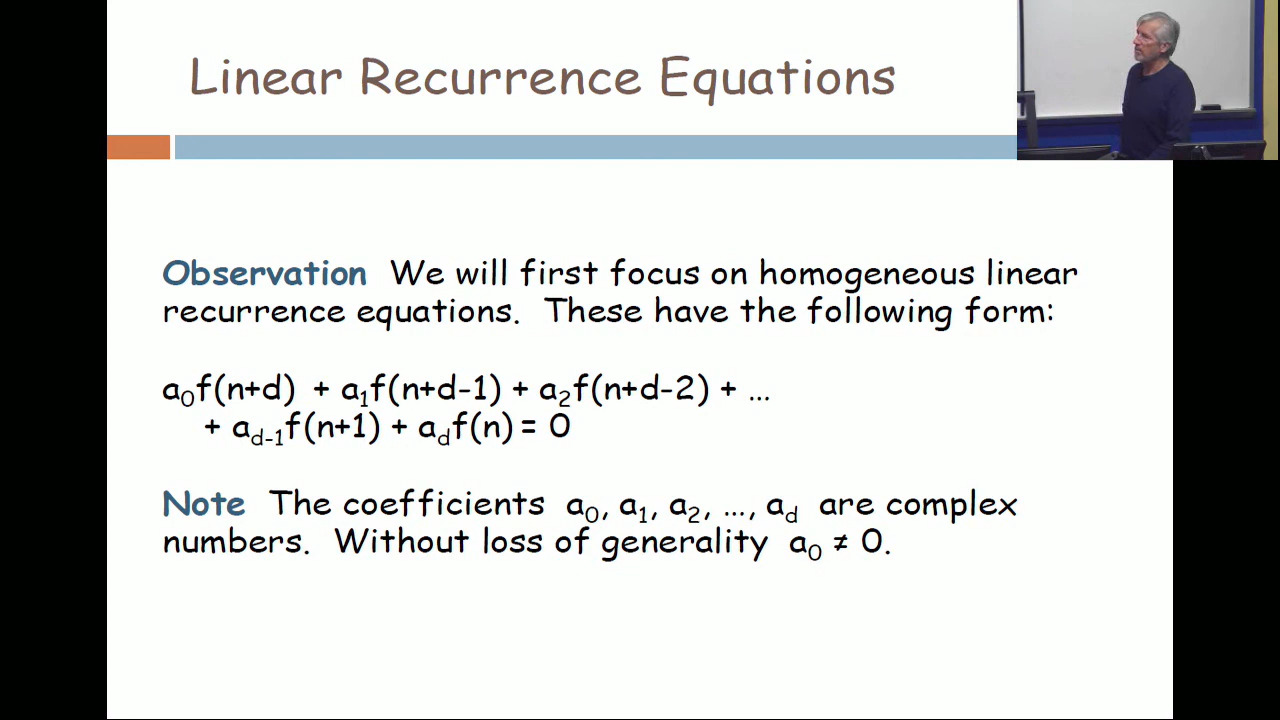 Linear Recurrence Equations
Observation We will first focus on homogeneous linear
recurrence equations. These have the following form:
a₀f(n+d) + a₁f(n+d-1) + a₂f(n+d-2) + ...
+ a_{d-1}f(n+1) + a_d f(n) = 0
Note The coefficients a₀, a₁, a₂, ..., a_d are complex
numbers. Without loss of generality a₀ ≠ 0.